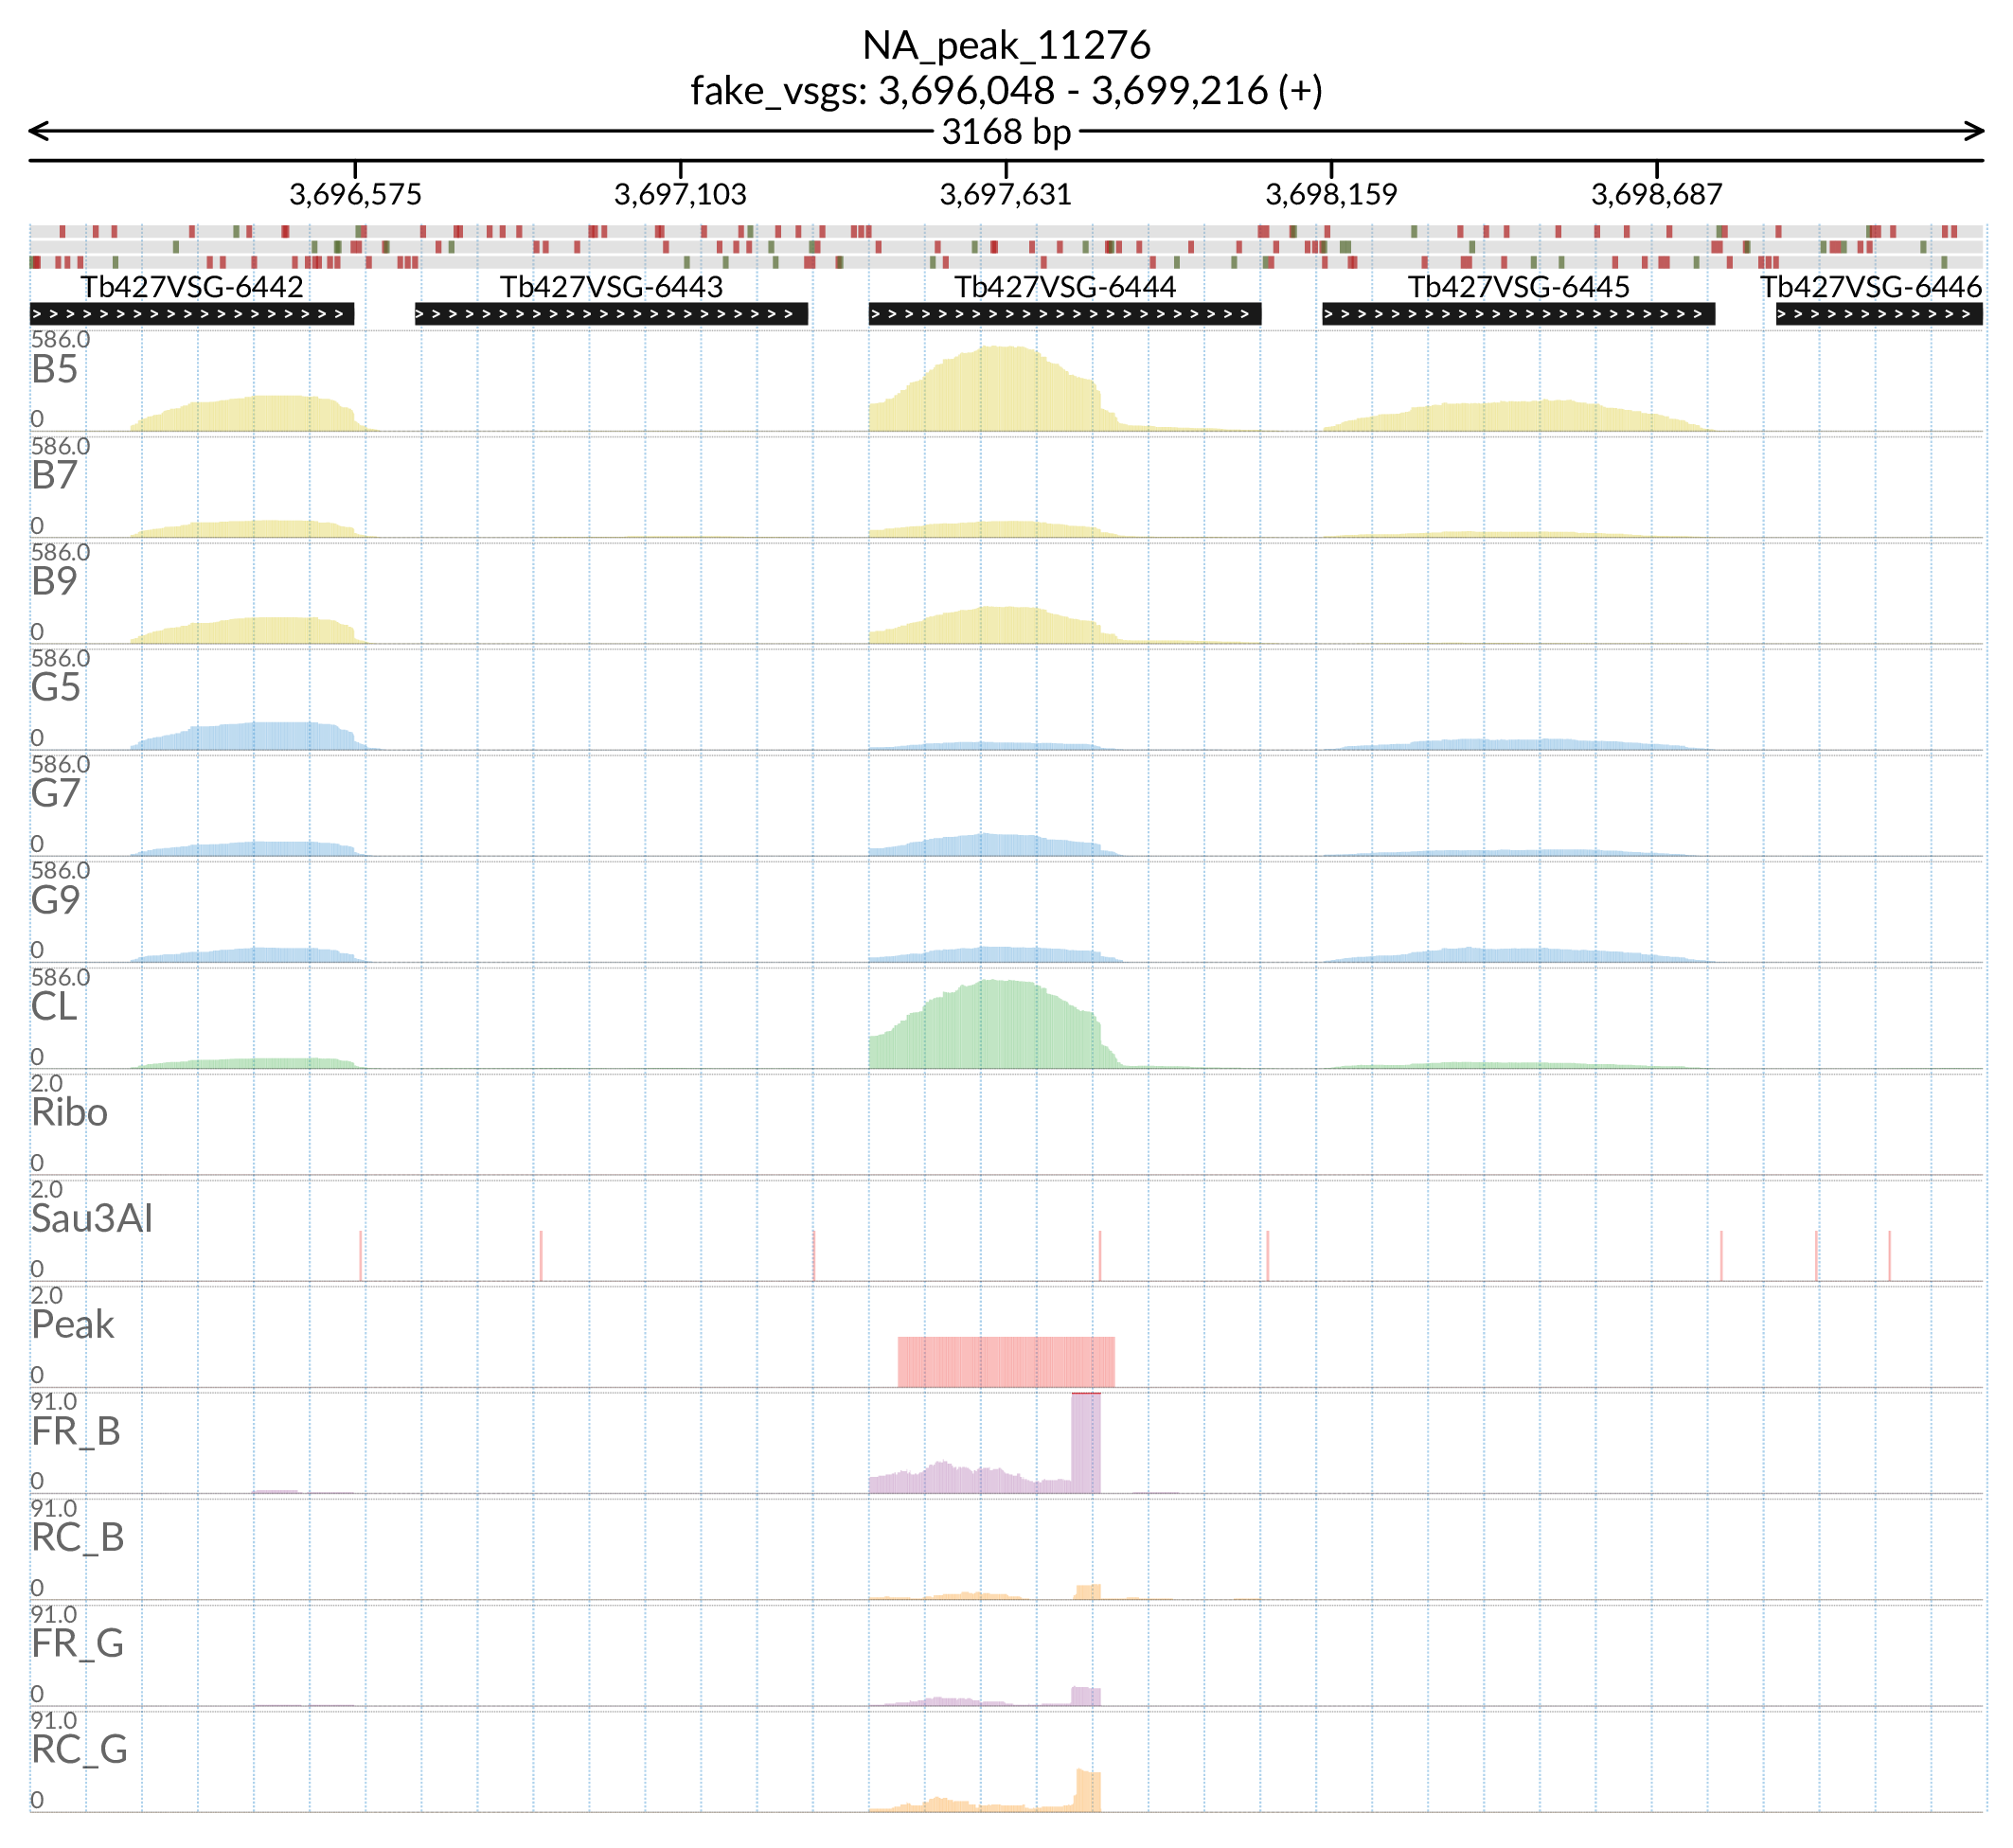 NA_peak_11276
fake_vsgs: 3,696,048 - 3,699,216 (+)
3168 bp
3,696,575 3,697,103 3,697,631 3,698,159 3,698,687
Tb427VSG-6442 Tb427VSG-6443 Tb427VSG-6444 Tb427VSG-6445 Tb427VSG-6446
586.0
B5
0
586.0
B7
0
586.0
B9
0
586.0
G5
0
586.0
G7
0
586.0
G9
0
586.0
CL
0
2.0
Ribo
0
2.0
Sau3AI
0
2.0
Peak
0
91.0
FR_B
0
91.0
RC_B
0
91.0
FR_G
0
91.0
RC_G
0